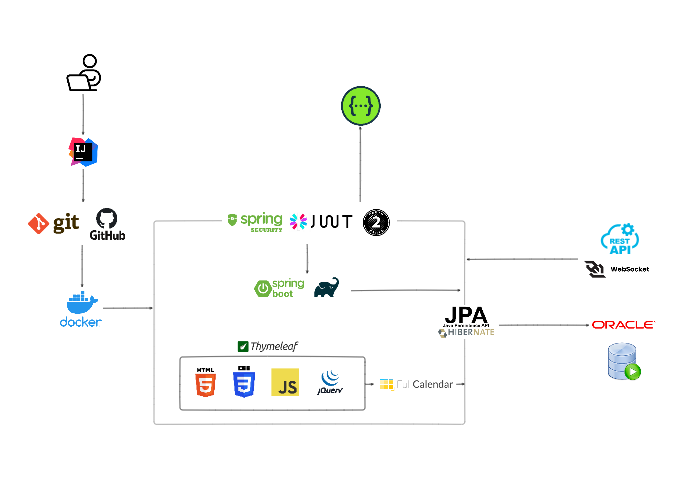 IJ
git
GitHub
docker
{···}
spring
SECURITY
JWT
2
spring
boot
Thymeleaf
HTML
5
3
JS
jQuery
Full Calendar
JPA
Java Persistence API
HIBERNATE
REST
API
WebSocket
ORACLE